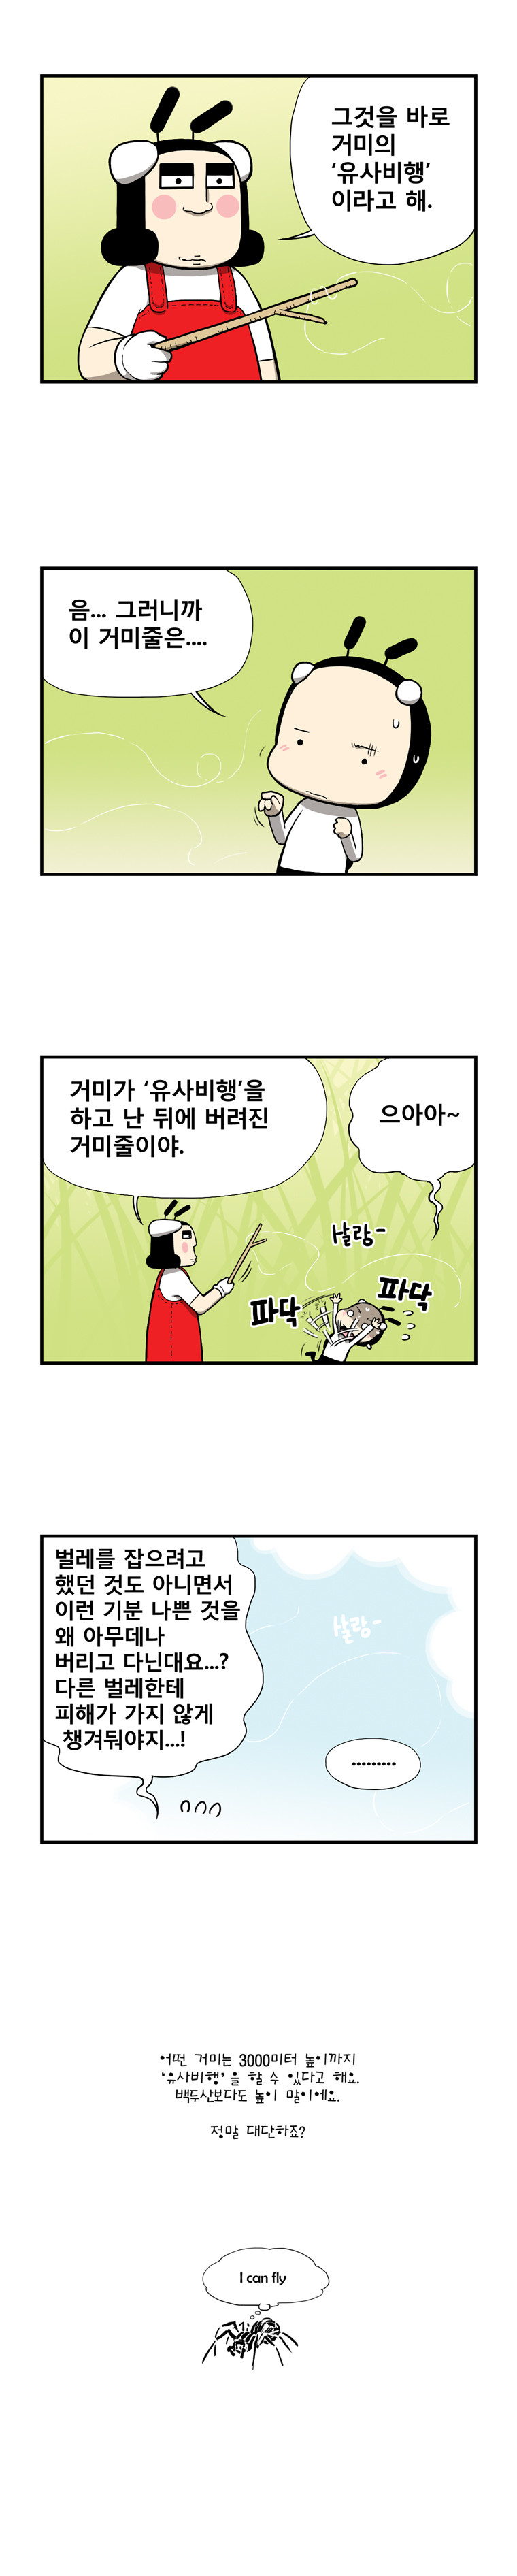 그것을 바로
거미의
‘유사비행’
이라고 해.
음... 그러니까
이 거미줄은....
거미가 ‘유사비행’을
하고 난 뒤에 버려진
거미줄이야.
으아아~
살랑-
파닥
파닥
벌레를 잡으려고
했던 것도 아니면서
이런 기분 나쁜 것을
왜 아무데나
버리고 다닌대요...?
다른 벌레한테
피해가 가지 않게
챙겨둬야지...!
살랑-
.........
어떤 거미는 3000미터 높이까지
‘유사비행’을 할 수 있다고 해요.
백두산보다도 높이 말이에요.
정말 대단하죠?
I can fly